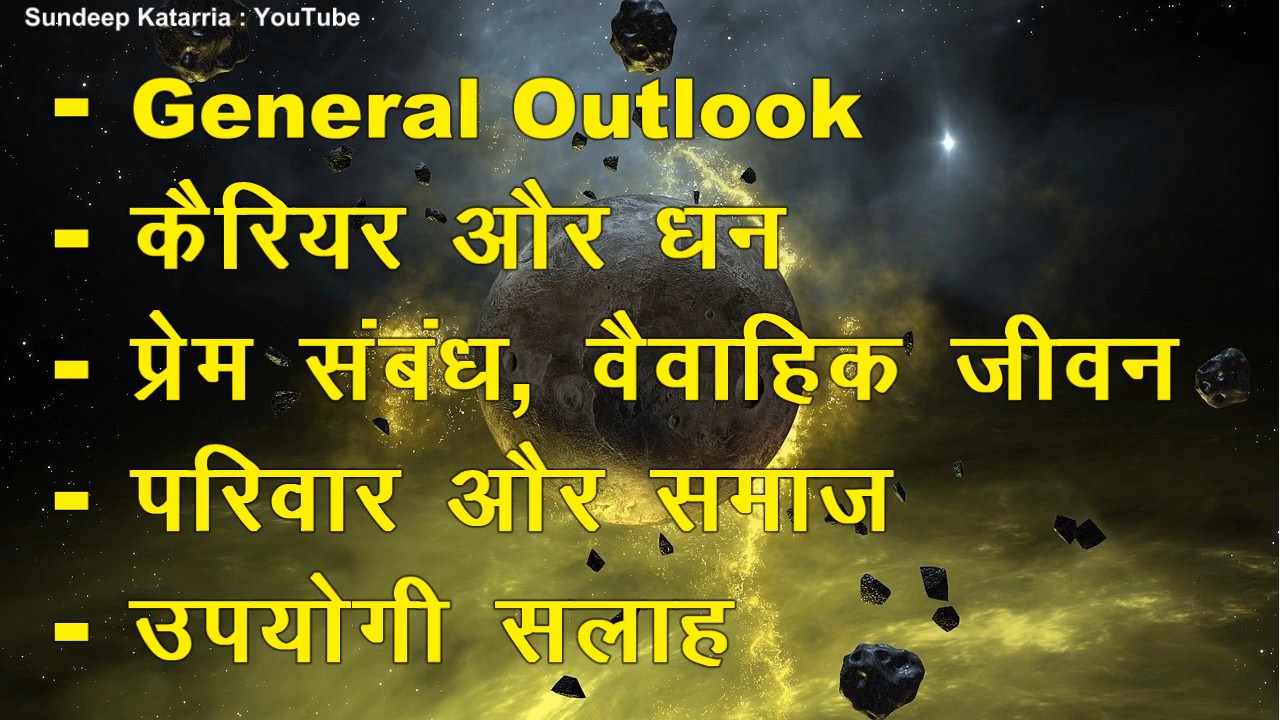 Sundeep Katarria : YouTube
- General Outlook
- कैरियर और धन
- प्रेम संबंध, वैवाहिक जीवन
- परिवार और समाज
- उपयोगी सलाह